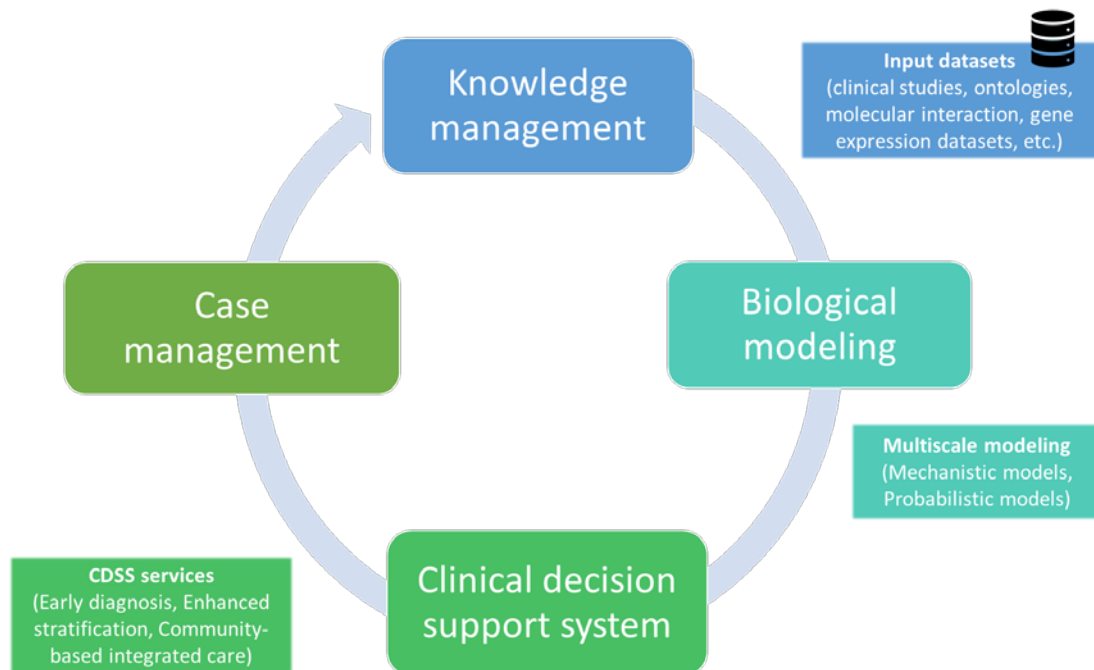 Knowledge
management
Input datasets
(clinical studies, ontologies,
molecular interaction, gene
expression datasets, etc.)
Case
management
Biological
modeling
Multiscale modeling
(Mechanistic models,
Probabilistic models)
CDSS services
(Early diagnosis, Enhanced
stratification, Community-
based integrated care)
Clinical decision
support system